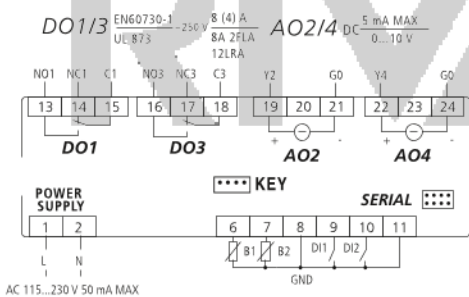 DO1/3 EN60730-1 ~250 V 8 (4) A AO2/4 DC 5 mA MAX
UL 873 8A 2FLA 0...10 V
12LRA
NO1 NC1 C1 NO3 NC3 C3 Y2 G0 Y4 G0
13 14 15 16 17 18 19 20 21 22 23 24
+ - + -
DO1 DO3 AO2 AO4
KEY
POWER SUPPLY SERIAL
1 2 6 7 8 9 10 11
L N B1 B2 DI1 DI2
GND
AC 115...230 V 50 mA MAX